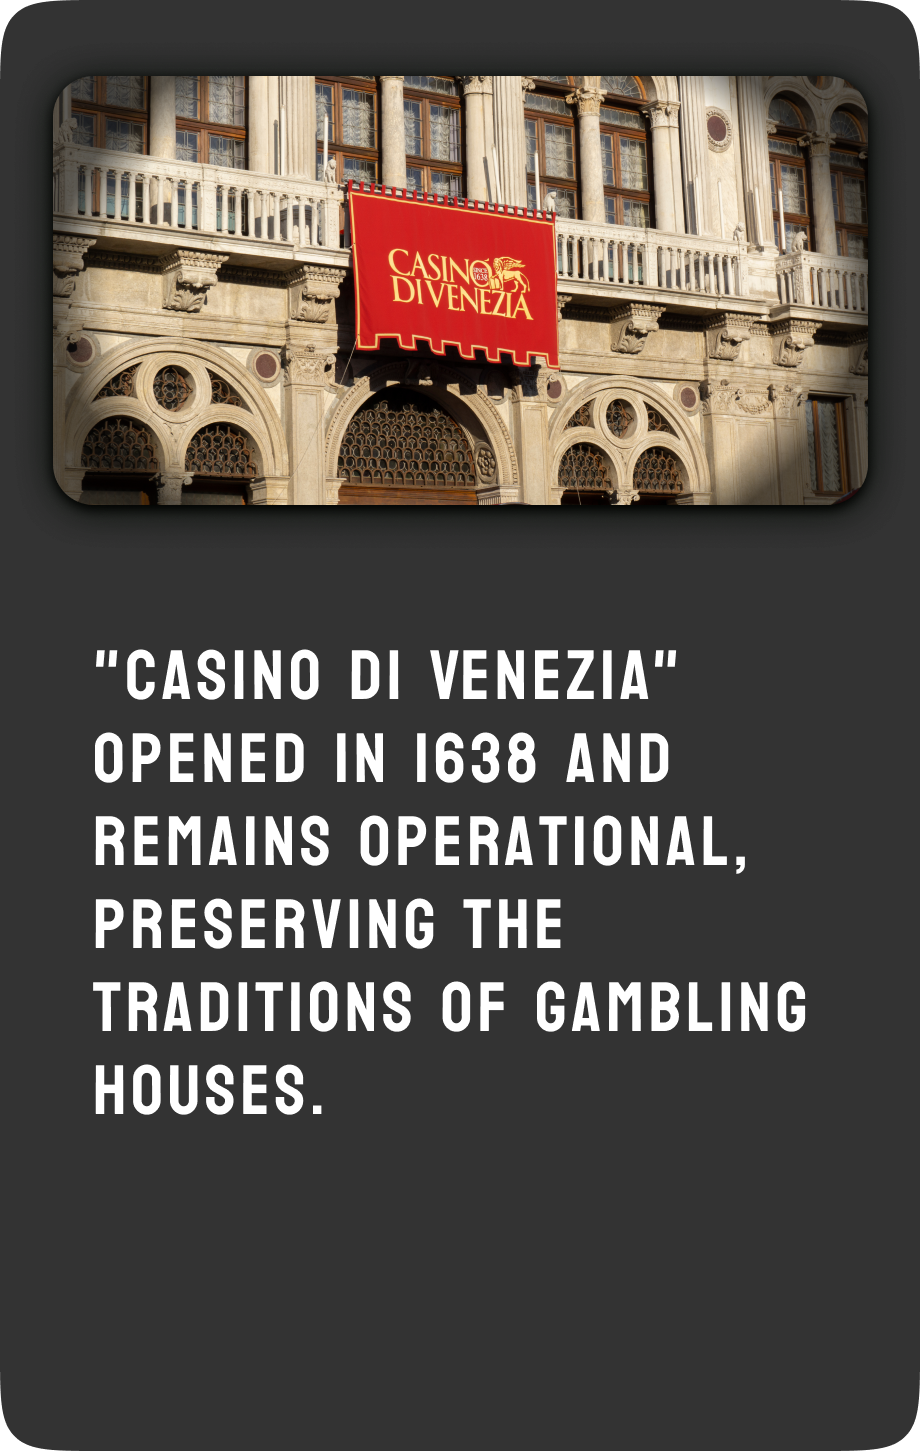 CASINO
SINCE
1638
DI VENEZIA
"CASINO DI VENEZIA"
OPENED IN 1638 AND
REMAINS OPERATIONAL,
PRESERVING THE
TRADITIONS OF GAMBLING
HOUSES.